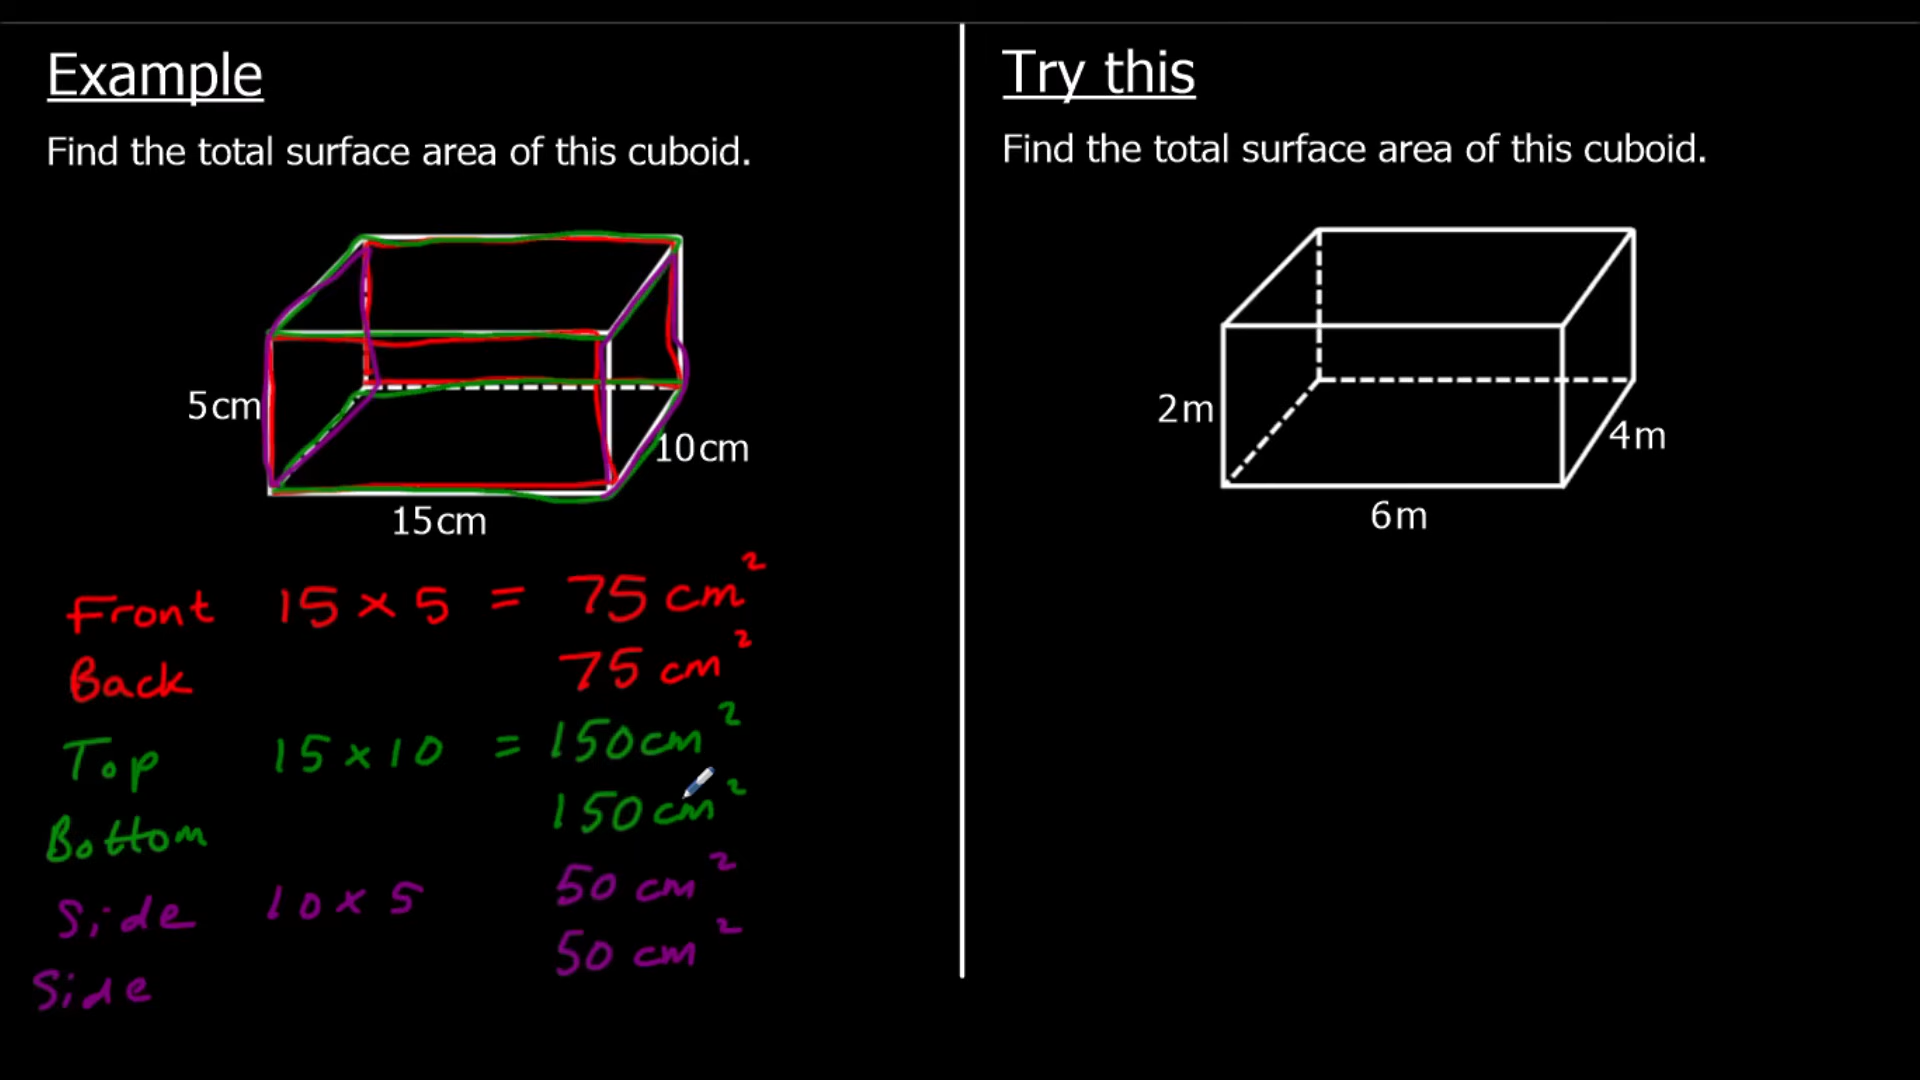 Example
Find the total surface area of this cuboid.
5cm
10cm
15cm
Front 15 × 5 = 75 cm²
Back 75 cm²
Top 15 × 10 = 150cm²
Bottom 150cm²
Side 10 × 5 50 cm²
Side 50 cm²
Try this
Find the total surface area of this cuboid.
2m
4m
6m